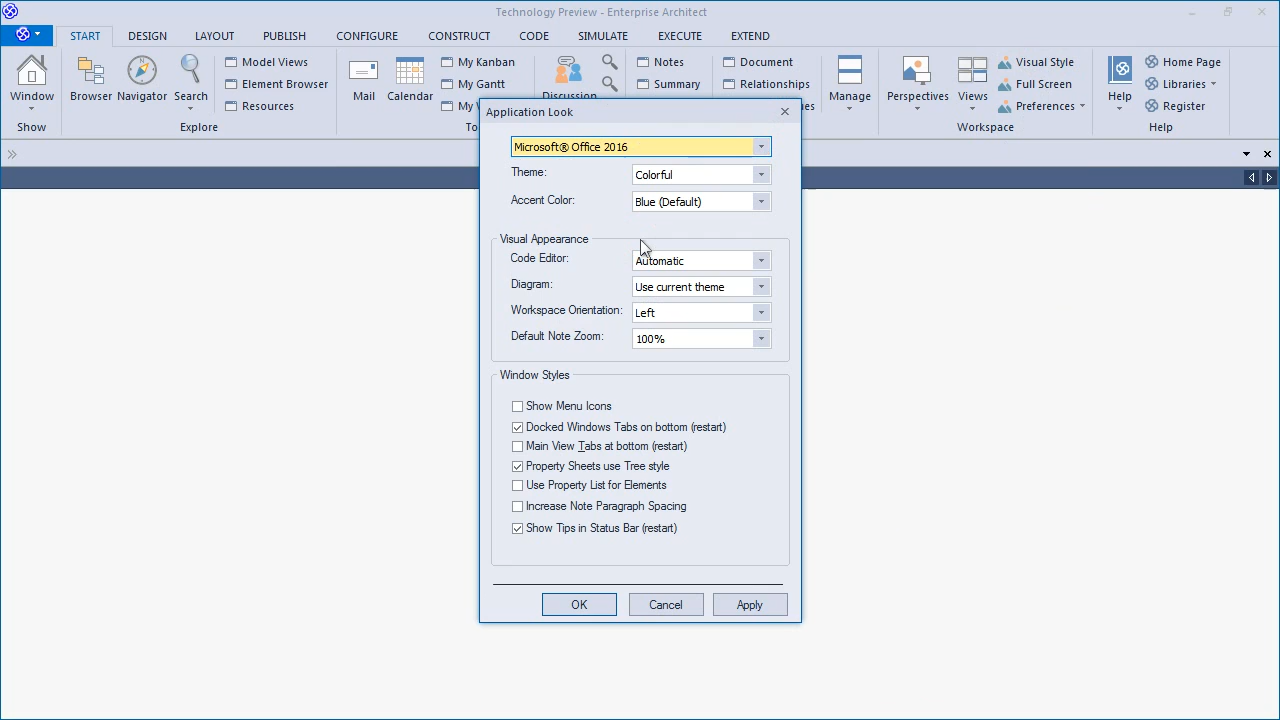 Technology Preview - Enterprise Architect
START DESIGN LAYOUT PUBLISH CONFIGURE CONSTRUCT CODE SIMULATE EXECUTE EXTEND
Window
Show
Browser Navigator Search
Model Views
Element Browser
Resources
Explore
Mail Calendar
My Kanban
My Gantt
My
Discussion
Notes
Summary
Document
Relationships
Manage
Perspectives Views
Visual Style
Full Screen
Preferences
Workspace
Help
Home Page
Libraries
Register
Help
Application Look
Microsoft® Office 2016
Theme: Colorful
Accent Color: Blue (Default)
Visual Appearance
Code Editor: Automatic
Diagram: Use current theme
Workspace Orientation: Left
Default Note Zoom: 100%
Window Styles
Show Menu Icons
Docked Windows Tabs on bottom (restart)
Main View Tabs at bottom (restart)
Property Sheets use Tree style
Use Property List for Elements
Increase Note Paragraph Spacing
Show Tips in Status Bar (restart)
OK Cancel Apply